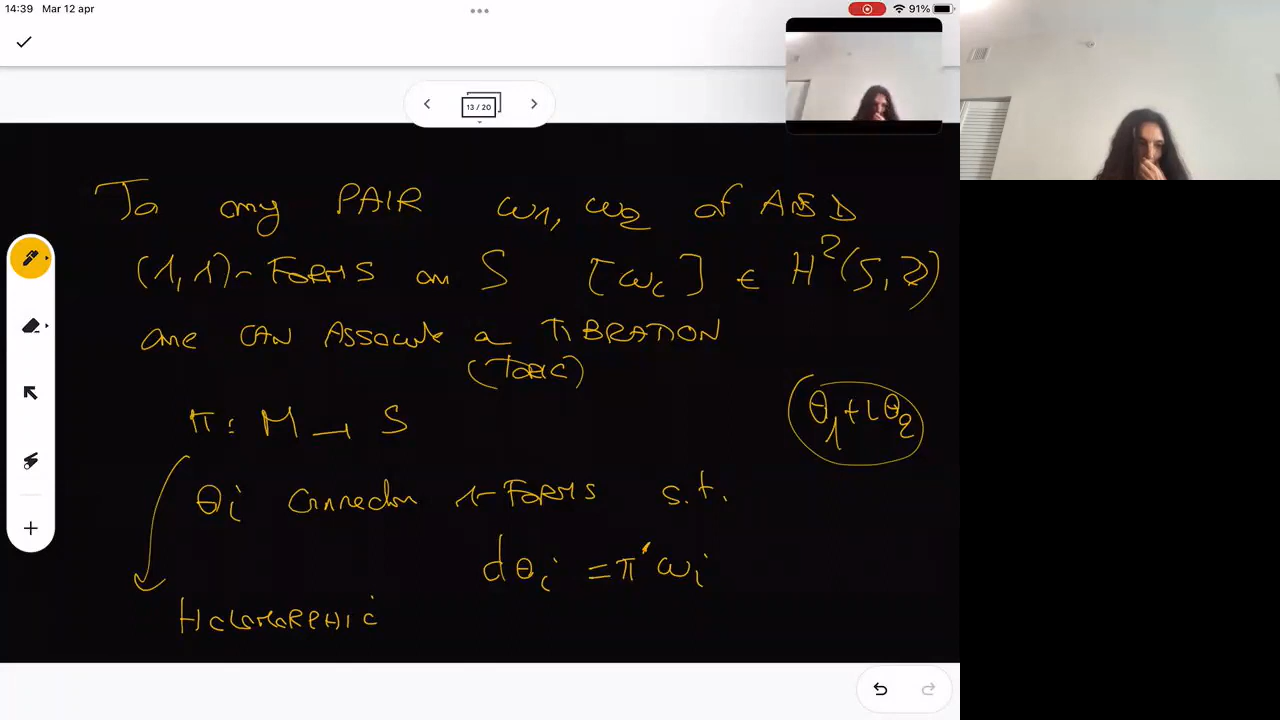 14:39 Mar 12 apr
91%
13 / 20
To any PAIR ω1, ω2 of ASD
(1,1)-FORMS on S [ωi] ∈ H²(S, Z)
one CAN ASSOCIATE a FIBRATION
(TORIC)
π: M → S
θ1 + iθ2
θi connection 1-FORMS s.t.
dθi = π*ωi
HOLOMORPHIC